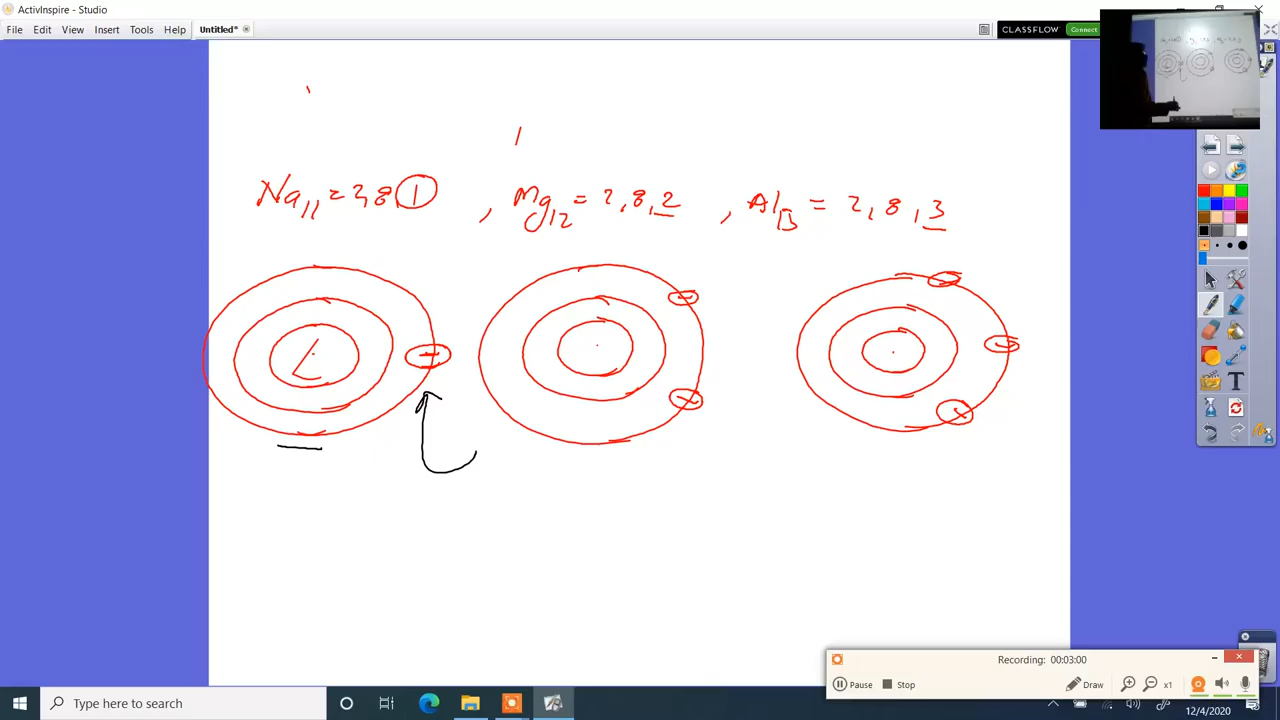 ActivInspire - Studio
File Edit View Insert Tools Help
Untitled*
CLASSFLOW Connect
Na11 = 2,8,1 , Mg12 = 2,8,2 , Al13 = 2,8,3
Recording: 00:03:00
Pause Stop Draw x1
Type here to search
12/4/2020